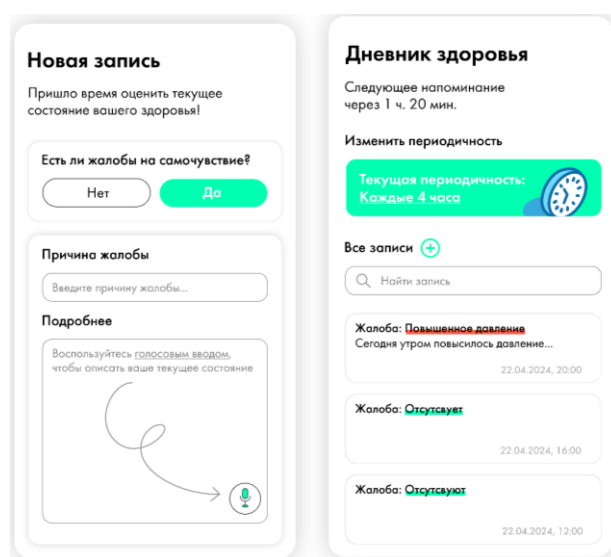 Новая запись
Пришло время оценить текущее
состояние вашего здоровья!
Есть ли жалобы на самочувствие?
Нет
Да
Причина жалобы
Введите причину жалобы...
Подробнее
Воспользуйтесь голосовым вводом,
чтобы описать ваше текущее состояние
Дневник здоровья
Следующее напоминание
через 1 ч. 20 мин.
Изменить периодичность
Текущая периодичность:
Каждые 4 часа
Все записи
Найти запись
Жалоба: Повышенное давление
Сегодня утром повысилось давление...
22.04.2024, 20:00
Жалоба: Отсутсвует
22.04.2024, 16:00
Жалоба: Отсутсвуют
22.04.2024, 12:00